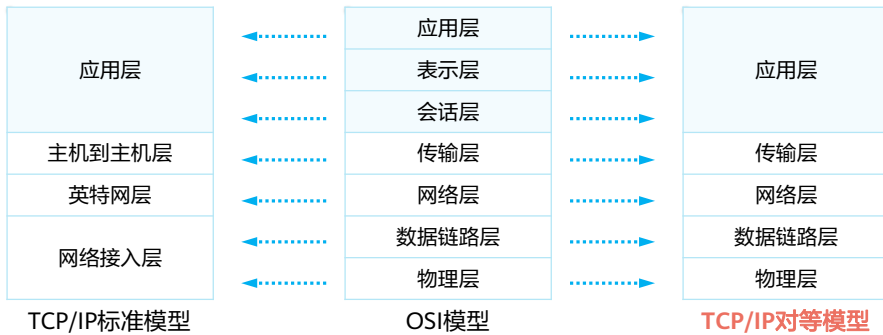 应用层
主机到主机层
英特网层
网络接入层
TCP/IP标准模型
应用层
表示层
会话层
传输层
网络层
数据链路层
物理层
OSI模型
应用层
传输层
网络层
数据链路层
物理层
TCP/IP对等模型